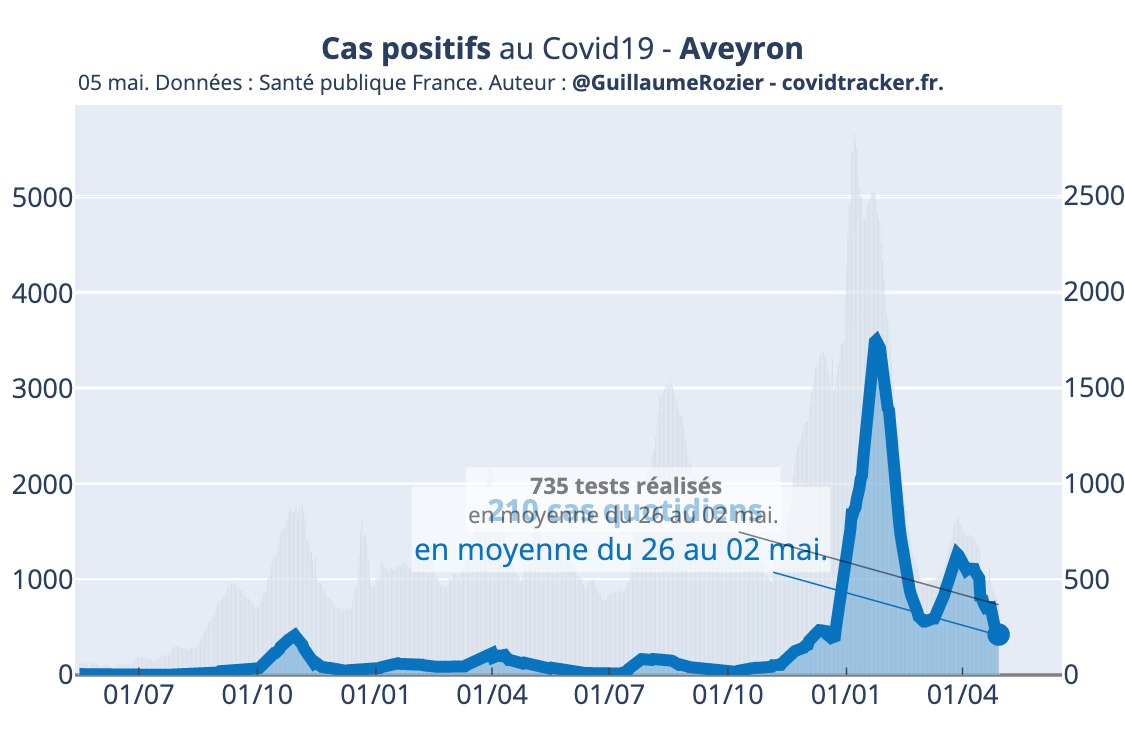 Cas positifs au Covid19 - Aveyron
05 mai. Données : Santé publique France. Auteur : @GuillaumeRozier - covidtracker.fr.
5000
4000
3000
2000
1000
0
2500
2000
1500
1000
500
0
735 tests réalisés
en moyenne du 26 au 02 mai.
210 cas quotidiens
en moyenne du 26 au 02 mai.
01/07 01/10 01/01 01/04 01/07 01/10 01/01 01/04